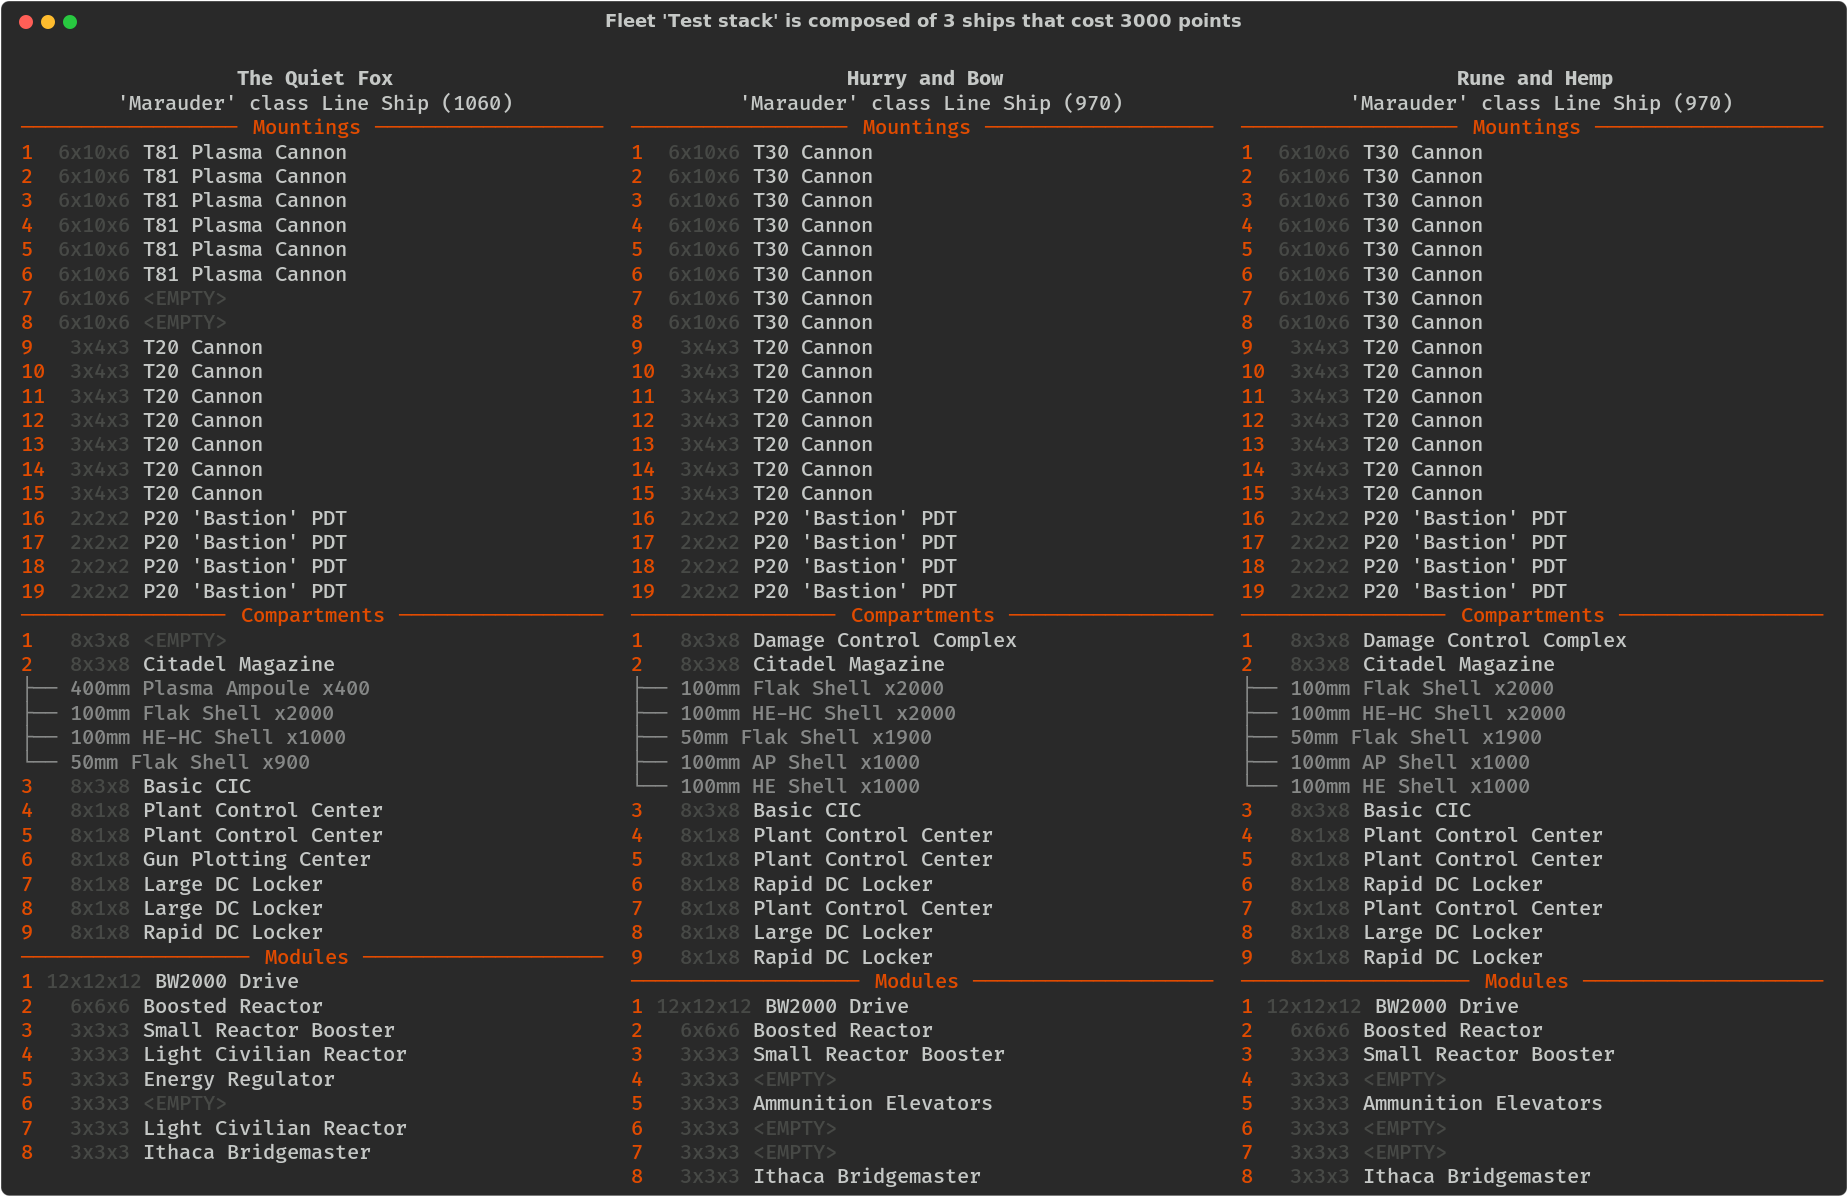 Fleet 'Test stack' is composed of 3 ships that cost 3000 points
The Quiet Fox
'Marauder' class Line Ship (1060)
Mountings
1 6x10x6 T81 Plasma Cannon
2 6x10x6 T81 Plasma Cannon
3 6x10x6 T81 Plasma Cannon
4 6x10x6 T81 Plasma Cannon
5 6x10x6 T81 Plasma Cannon
6 6x10x6 T81 Plasma Cannon
7 6x10x6 <EMPTY>
8 6x10x6 <EMPTY>
9 3x4x3 T20 Cannon
10 3x4x3 T20 Cannon
11 3x4x3 T20 Cannon
12 3x4x3 T20 Cannon
13 3x4x3 T20 Cannon
14 3x4x3 T20 Cannon
15 3x4x3 T20 Cannon
16 2x2x2 P20 'Bastion' PDT
17 2x2x2 P20 'Bastion' PDT
18 2x2x2 P20 'Bastion' PDT
19 2x2x2 P20 'Bastion' PDT
Compartments
1 8x3x8 <EMPTY>
2 8x3x8 Citadel Magazine
400mm Plasma Ampoule x400
100mm Flak Shell x2000
100mm HE-HC Shell x1000
50mm Flak Shell x900
3 8x3x8 Basic CIC
4 8x1x8 Plant Control Center
5 8x1x8 Plant Control Center
6 8x1x8 Gun Plotting Center
7 8x1x8 Large DC Locker
8 8x1x8 Large DC Locker
9 8x1x8 Rapid DC Locker
Modules
1 12x12x12 BW2000 Drive
2 6x6x6 Boosted Reactor
3 3x3x3 Small Reactor Booster
4 3x3x3 Light Civilian Reactor
5 3x3x3 Energy Regulator
6 3x3x3 <EMPTY>
7 3x3x3 Light Civilian Reactor
8 3x3x3 Ithaca Bridgemaster
Hurry and Bow
'Marauder' class Line Ship (970)
Mountings
1 6x10x6 T30 Cannon
2 6x10x6 T30 Cannon
3 6x10x6 T30 Cannon
4 6x10x6 T30 Cannon
5 6x10x6 T30 Cannon
6 6x10x6 T30 Cannon
7 6x10x6 T30 Cannon
8 6x10x6 T30 Cannon
9 3x4x3 T20 Cannon
10 3x4x3 T20 Cannon
11 3x4x3 T20 Cannon
12 3x4x3 T20 Cannon
13 3x4x3 T20 Cannon
14 3x4x3 T20 Cannon
15 3x4x3 T20 Cannon
16 2x2x2 P20 'Bastion' PDT
17 2x2x2 P20 'Bastion' PDT
18 2x2x2 P20 'Bastion' PDT
19 2x2x2 P20 'Bastion' PDT
Compartments
1 8x3x8 Damage Control Complex
2 8x3x8 Citadel Magazine
100mm Flak Shell x2000
100mm HE-HC Shell x2000
50mm Flak Shell x1900
100mm AP Shell x1000
100mm HE Shell x1000
3 8x3x8 Basic CIC
4 8x1x8 Plant Control Center
5 8x1x8 Plant Control Center
6 8x1x8 Rapid DC Locker
7 8x1x8 Plant Control Center
8 8x1x8 Large DC Locker
9 8x1x8 Rapid DC Locker
Modules
1 12x12x12 BW2000 Drive
2 6x6x6 Boosted Reactor
3 3x3x3 Small Reactor Booster
4 3x3x3 <EMPTY>
5 3x3x3 Ammunition Elevators
6 3x3x3 <EMPTY>
7 3x3x3 <EMPTY>
8 3x3x3 Ithaca Bridgemaster
Rune and Hemp
'Marauder' class Line Ship (970)
Mountings
1 6x10x6 T30 Cannon
2 6x10x6 T30 Cannon
3 6x10x6 T30 Cannon
4 6x10x6 T30 Cannon
5 6x10x6 T30 Cannon
6 6x10x6 T30 Cannon
7 6x10x6 T30 Cannon
8 6x10x6 T30 Cannon
9 3x4x3 T20 Cannon
10 3x4x3 T20 Cannon
11 3x4x3 T20 Cannon
12 3x4x3 T20 Cannon
13 3x4x3 T20 Cannon
14 3x4x3 T20 Cannon
15 3x4x3 T20 Cannon
16 2x2x2 P20 'Bastion' PDT
17 2x2x2 P20 'Bastion' PDT
18 2x2x2 P20 'Bastion' PDT
19 2x2x2 P20 'Bastion' PDT
Compartments
1 8x3x8 Damage Control Complex
2 8x3x8 Citadel Magazine
100mm Flak Shell x2000
100mm HE-HC Shell x2000
50mm Flak Shell x1900
100mm AP Shell x1000
100mm HE Shell x1000
3 8x3x8 Basic CIC
4 8x1x8 Plant Control Center
5 8x1x8 Plant Control Center
6 8x1x8 Rapid DC Locker
7 8x1x8 Plant Control Center
8 8x1x8 Large DC Locker
9 8x1x8 Rapid DC Locker
Modules
1 12x12x12 BW2000 Drive
2 6x6x6 Boosted Reactor
3 3x3x3 Small Reactor Booster
4 3x3x3 <EMPTY>
5 3x3x3 Ammunition Elevators
6 3x3x3 <EMPTY>
7 3x3x3 <EMPTY>
8 3x3x3 Ithaca Bridgemaster